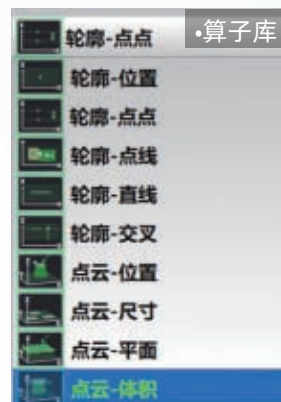 •算子库
轮廓-点点
轮廓-位置
轮廓-点点
轮廓-点线
轮廓-直线
轮廓-交叉
点云-位置
点云-尺寸
点云-平面
点云-体积